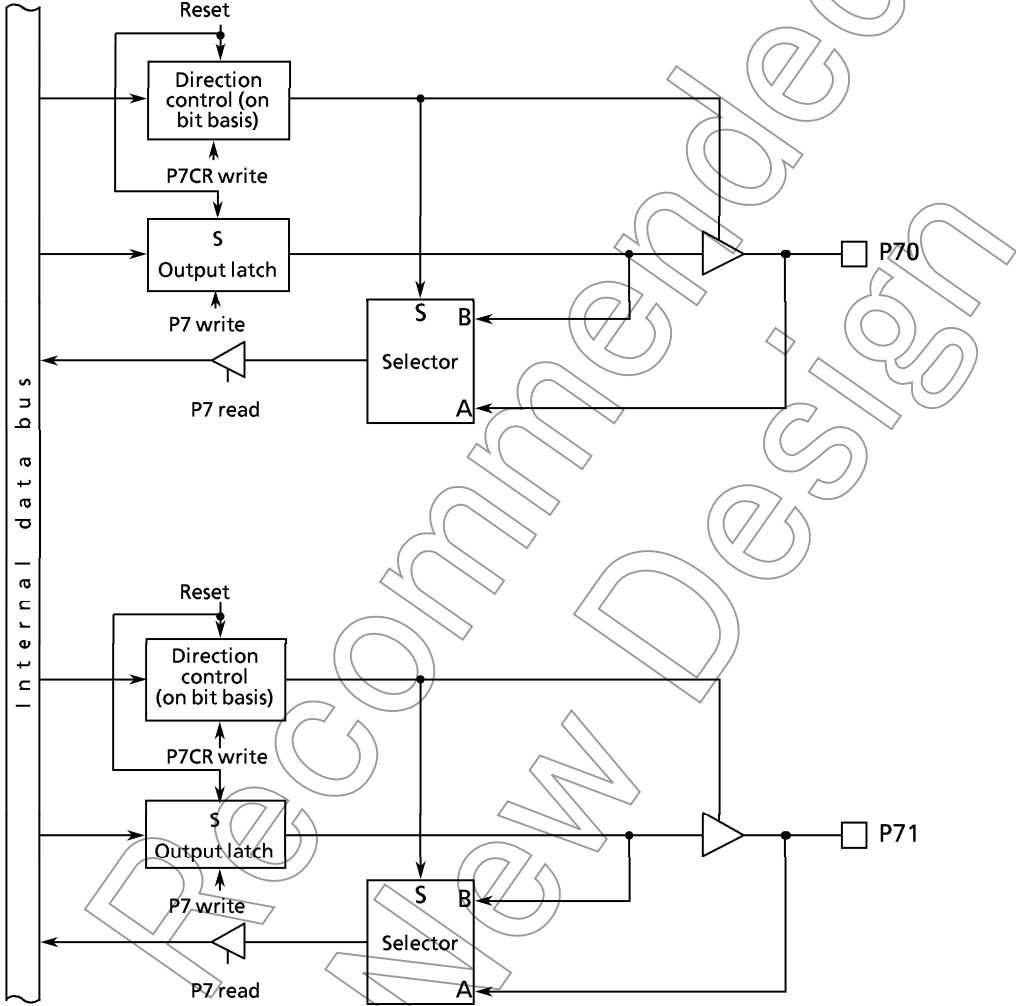 Reset
Direction
control (on
bit basis)
P7CR write
S
Output latch
P7 write
P7 read
S
B
Selector
A
P70
Internal data bus
Reset
Direction
control
(on bit basis)
P7CR write
S
Output latch
P7 write
P7 read
S
B
Selector
A
P71
Recommended
New Design